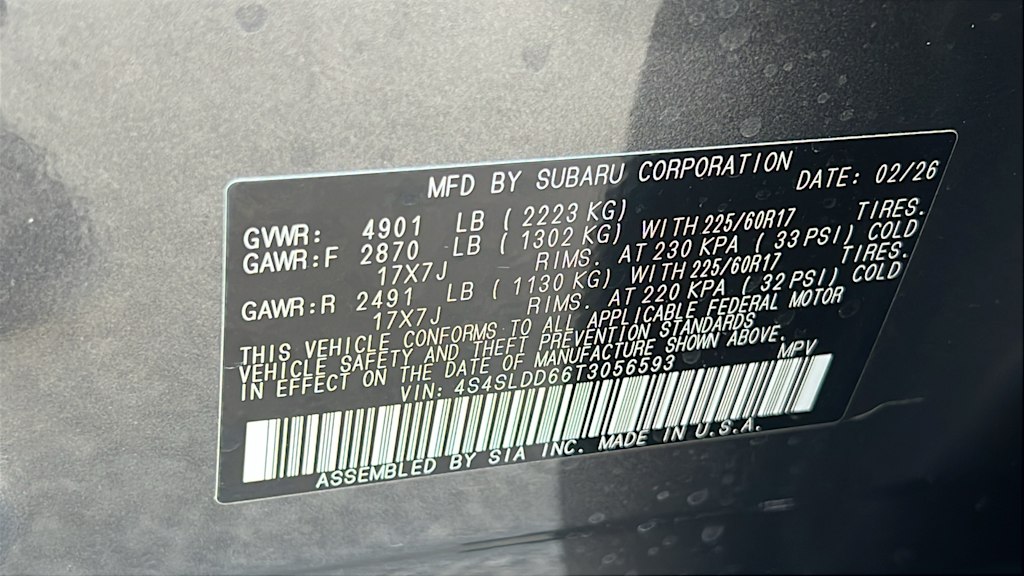 MFD BY SUBARU CORPORATION DATE: 02/26
GVWR: 4901 LB ( 2223 KG)
GAWR:F 2870 LB ( 1302 KG) WITH 225/60R17 TIRES.
17X7J RIMS. AT 230 KPA ( 33 PSI) COLD
GAWR:R 2491 LB ( 1130 KG) WITH 225/60R17 TIRES.
17X7J RIMS. AT 220 KPA ( 32 PSI) COLD
THIS VEHICLE CONFORMS TO ALL APPLICABLE FEDERAL MOTOR
VEHICLE SAFETY AND THEFT PREVENTION STANDARDS
IN EFFECT ON THE DATE OF MANUFACTURE SHOWN ABOVE.
VIN: 4S4SLDD66T3056593 MPV
ASSEMBLED BY SIA INC. MADE IN U.S.A.